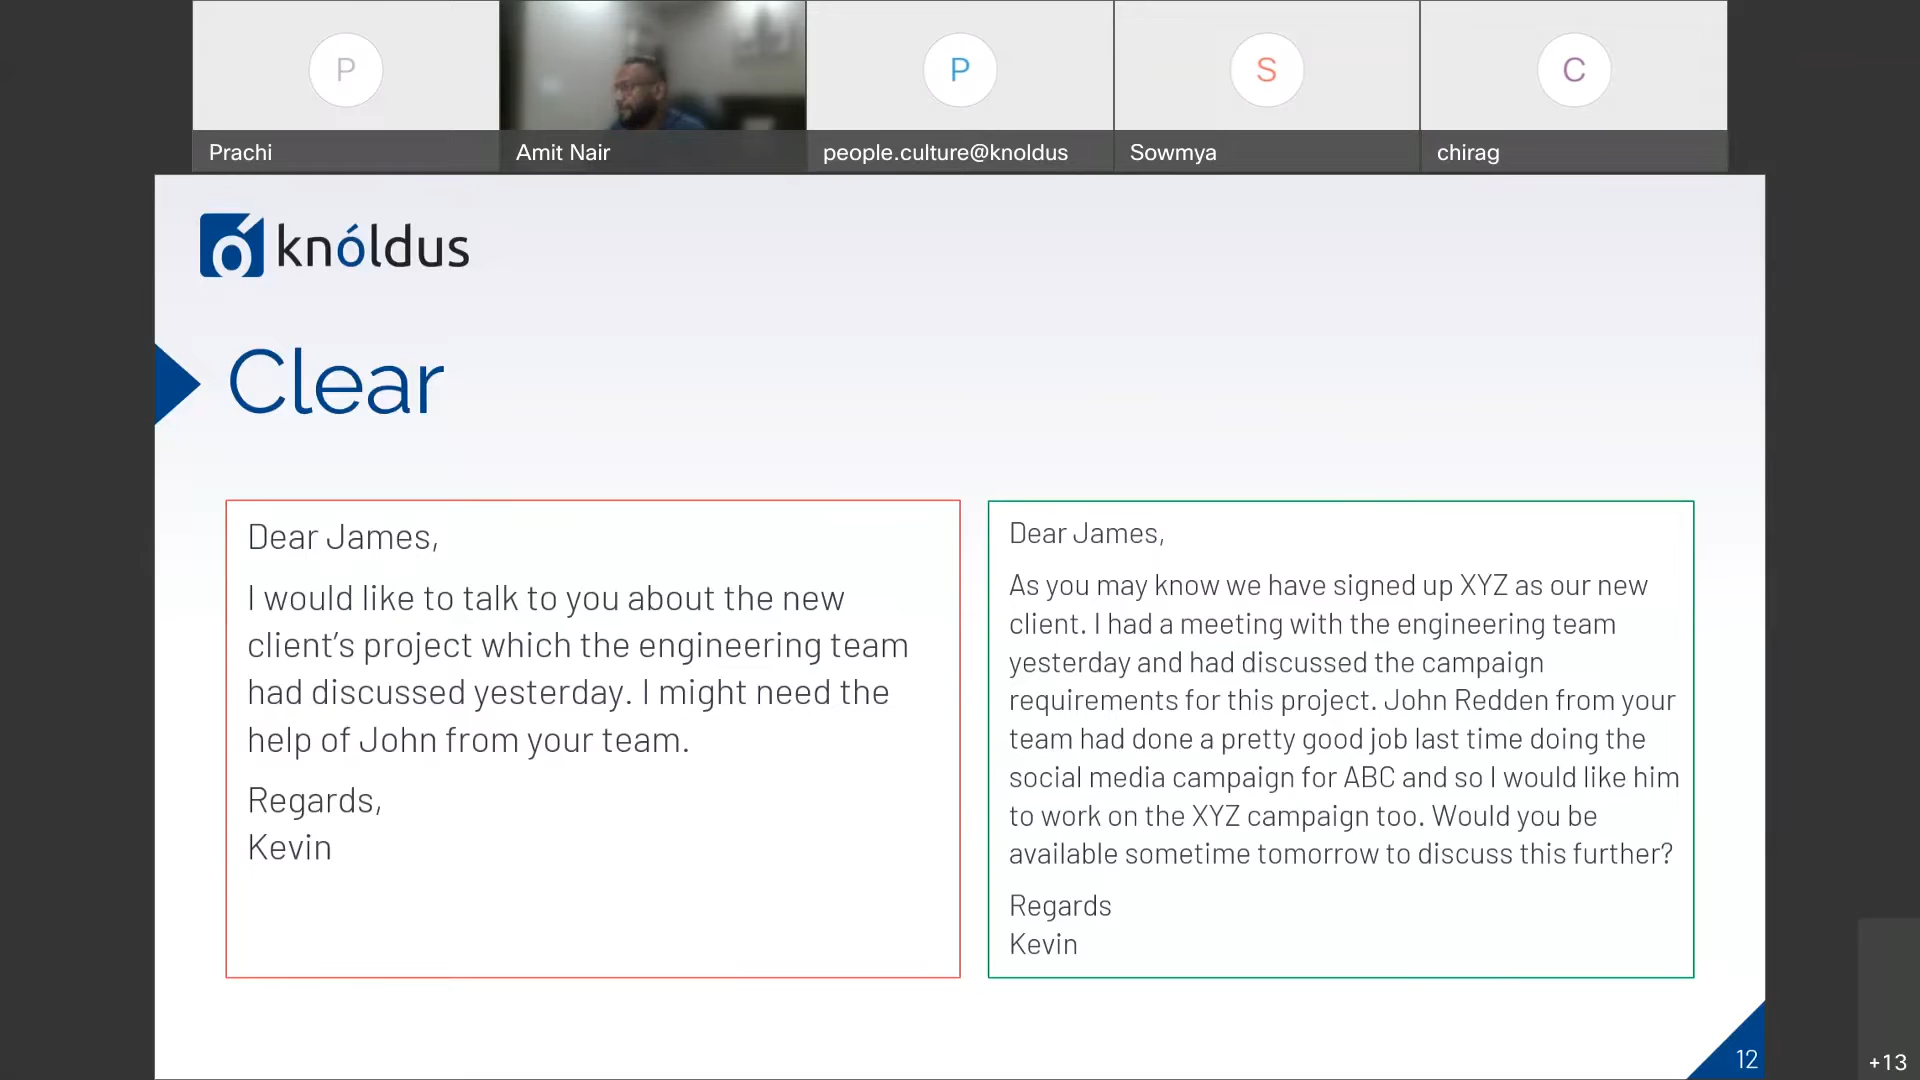 P
P
S
C
Prachi
Amit Nair
people.culture@knoldus
Sowmya
chirag
knóldus
Clear
Dear James,
I would like to talk to you about the new
client’s project which the engineering team
had discussed yesterday. I might need the
help of John from your team.
Regards,
Kevin
Dear James,
As you may know we have signed up XYZ as our new
client. I had a meeting with the engineering team
yesterday and had discussed the campaign
requirements for this project. John Redden from your
team had done a pretty good job last time doing the
social media campaign for ABC and so I would like him
to work on the XYZ campaign too. Would you be
available sometime tomorrow to discuss this further?
Regards
Kevin
12
+13